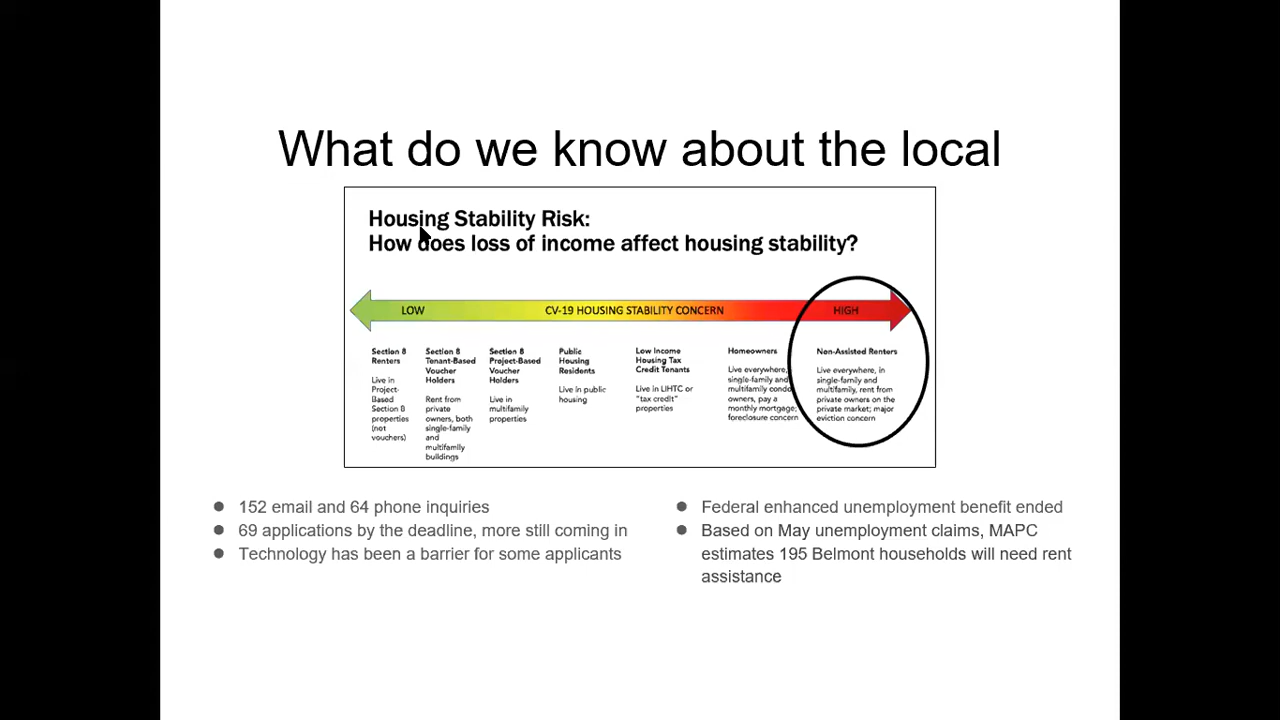 What do we know about the local
Housing Stability Risk:
How does loss of income affect housing stability?
LOW
CV-19 HOUSING STABILITY CONCERN
HIGH
Section 8
Renters
Live in
Project-
Based
Section 8
properties
(not
vouchers)
Section 8
Tenant-Based
Voucher
Holders
Rent from
private
owners, both
single-family
and
multifamily
buildings
Section 8
Project-Based
Voucher
Holders
Live in
multifamily
properties
Public
Housing
Residents
Live in public
housing
Low Income
Housing Tax
Credit Tenants
Live in LIHTC or
"tax credit"
properties
Homeowners
Live everywhere,
single-family and
multifamily condo
owners, pay a
monthly mortgage;
foreclosure concern
Non-Assisted Renters
Live everywhere, in
single-family and
multifamily, rent from
private owners on the
private market; major
eviction concern
● 152 email and 64 phone inquiries
● 69 applications by the deadline, more still coming in
● Technology has been a barrier for some applicants
● Federal enhanced unemployment benefit ended
● Based on May unemployment claims, MAPC
estimates 195 Belmont households will need rent
assistance